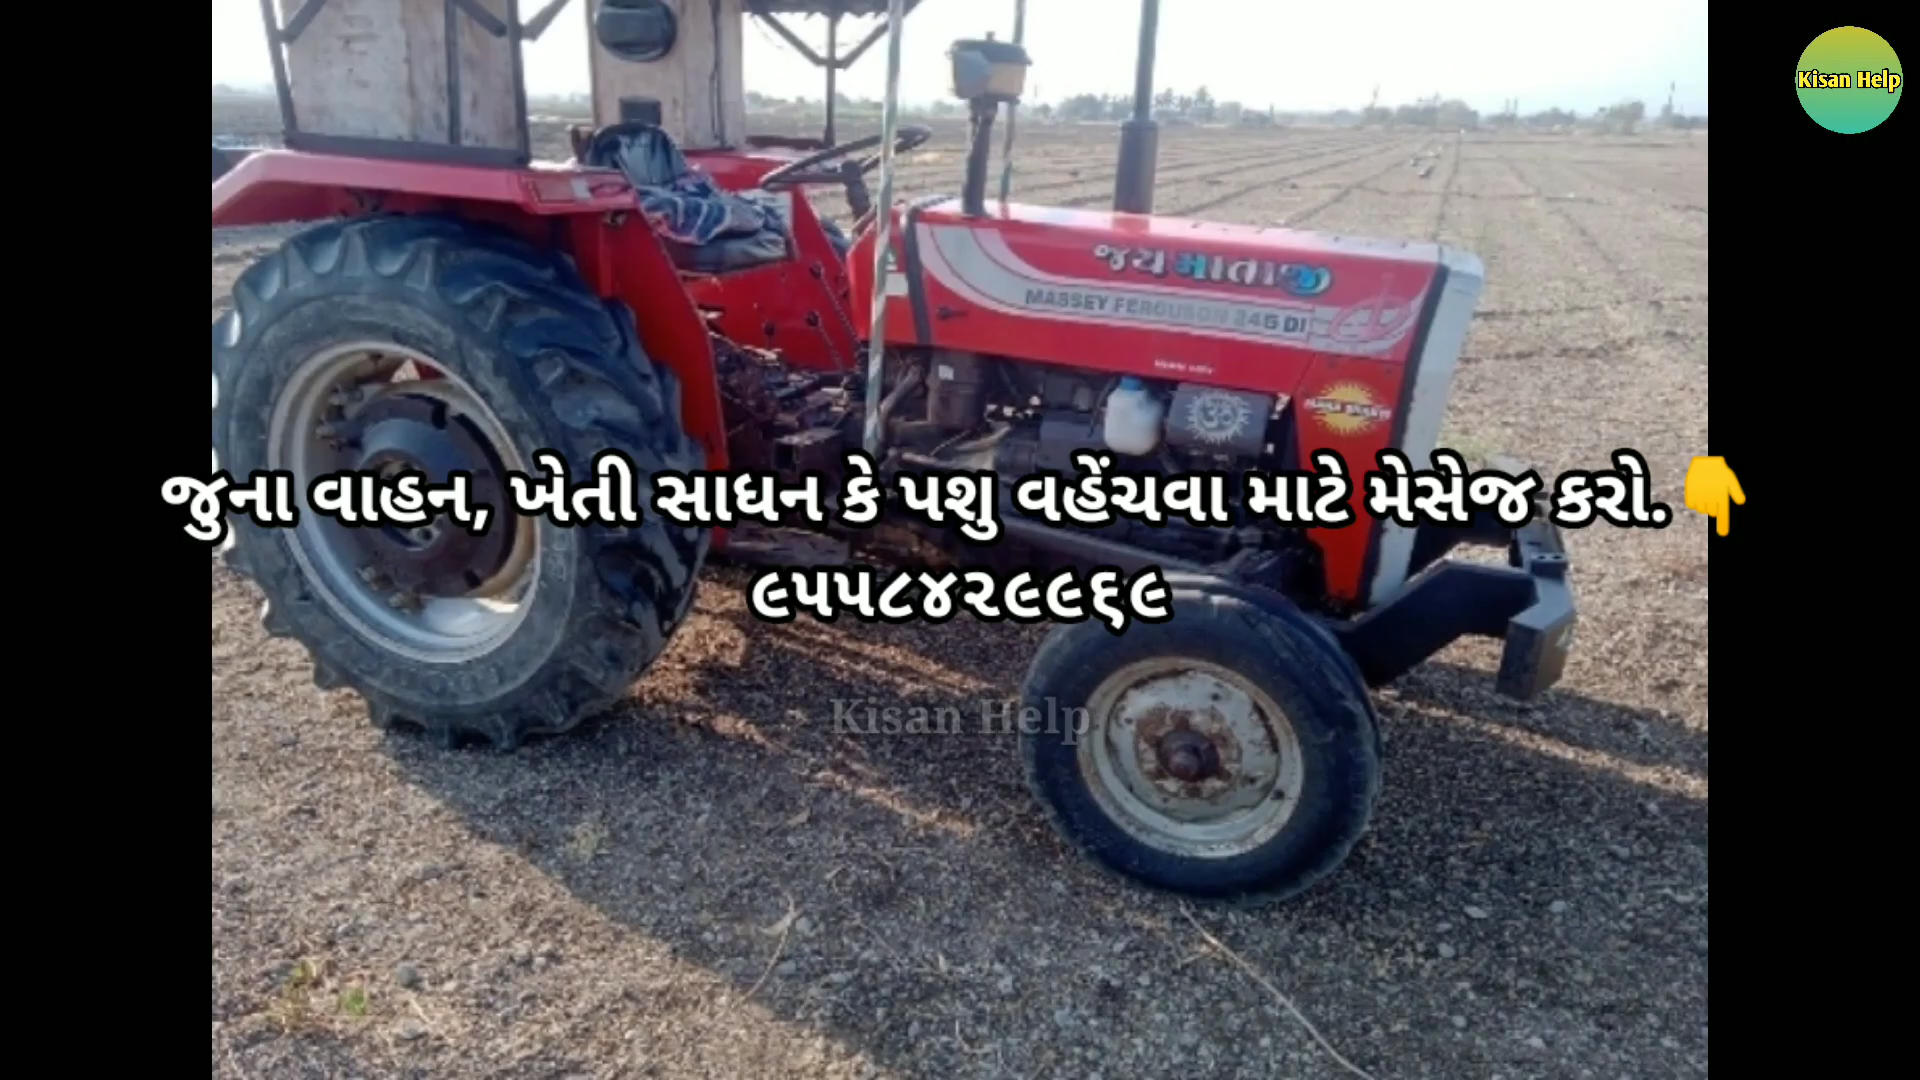 Kisan Help
જય માતાજી
MASSEY FERGUSON 245 DI
જુના વાહન, ખેતી સાધન કે પશુ વહેંચવા માટે મેસેજ કરો.👇
૯૫૫૮૪૨૯૯૬૯
Kisan Help